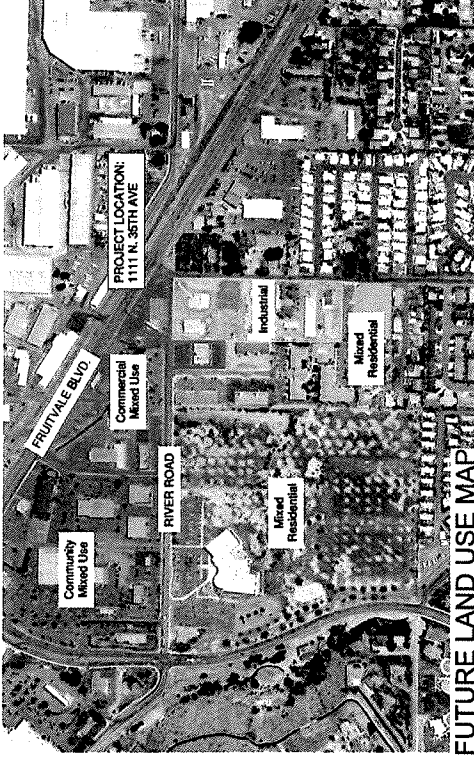 PROJECT LOCATION:
1111 N. 35TH AVE
FRUITVALE BLVD.
Commercial
Mixed Use
Community
Mixed Use
RIVER ROAD
Industrial
Mixed
Residential
Mixed
Residential
FUTURE LAND USE MAP